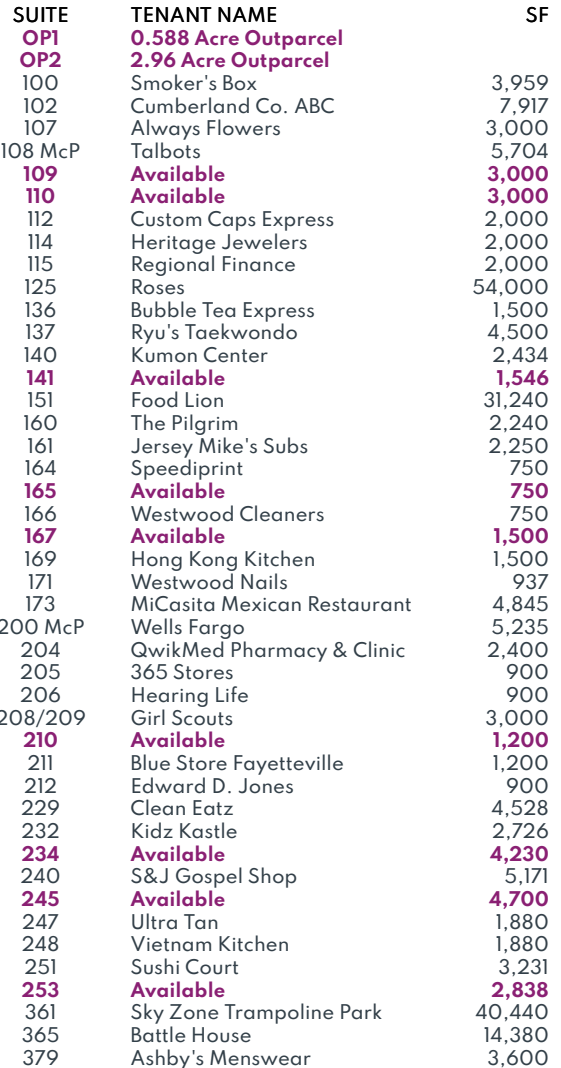 SUITE TENANT NAME SF
OP1 0.588 Acre Outparcel
OP2 2.96 Acre Outparcel
100 Smoker's Box 3,959
102 Cumberland Co. ABC 7,917
107 Always Flowers 3,000
108 McP Talbots 5,704
109 Available 3,000
110 Available 3,000
112 Custom Caps Express 2,000
114 Heritage Jewelers 2,000
115 Regional Finance 2,000
125 Roses 54,000
136 Bubble Tea Express 1,500
137 Ryu's Taekwondo 4,500
140 Kumon Center 2,434
141 Available 1,546
151 Food Lion 31,240
160 The Pilgrim 2,240
161 Jersey Mike's Subs 2,250
164 Speediprint 750
165 Available 750
166 Westwood Cleaners 750
167 Available 1,500
169 Hong Kong Kitchen 1,500
171 Westwood Nails 937
173 MiCasita Mexican Restaurant 4,845
200 McP Wells Fargo 5,235
204 QwikMed Pharmacy & Clinic 2,400
205 365 Stores 900
206 Hearing Life 900
208/209 Girl Scouts 3,000
210 Available 1,200
211 Blue Store Fayetteville 1,200
212 Edward D. Jones 900
229 Clean Eatz 4,528
232 Kidz Kastle 2,726
234 Available 4,230
240 S&J Gospel Shop 5,171
245 Available 4,700
247 Ultra Tan 1,880
248 Vietnam Kitchen 1,880
251 Sushi Court 3,231
253 Available 2,838
361 Sky Zone Trampoline Park 40,440
365 Battle House 14,380
379 Ashby's Menswear 3,600